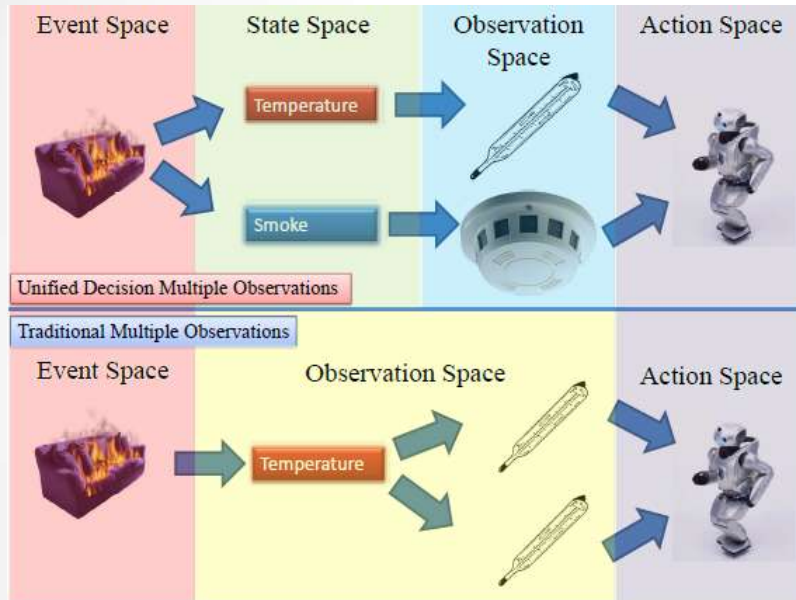 Event Space
State Space
Observation
Space
Action Space
Temperature
Smoke
Unified Decision Multiple Observations
Traditional Multiple Observations
Event Space
Observation Space
Action Space
Temperature